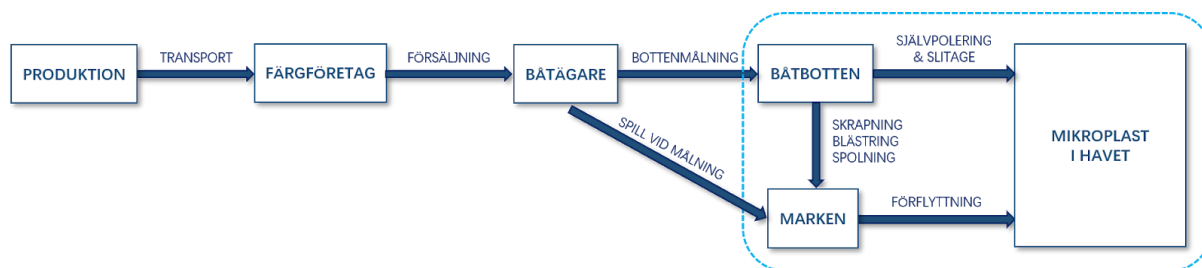 PRODUKTION
TRANSPORT
FÄRGFÖRETAG
FÖRSÄLJNING
BÅTÄGARE
BOTTENMÅLNING
BÅTBOTTEN
SJÄLVPOLERING
& SLITAGE
SPILL VID MÅLNING
SKRAPNING
BLÄSTRING
SPOLNING
MARKEN
FÖRFLYTTNING
MIKROPLAST
I HAVET